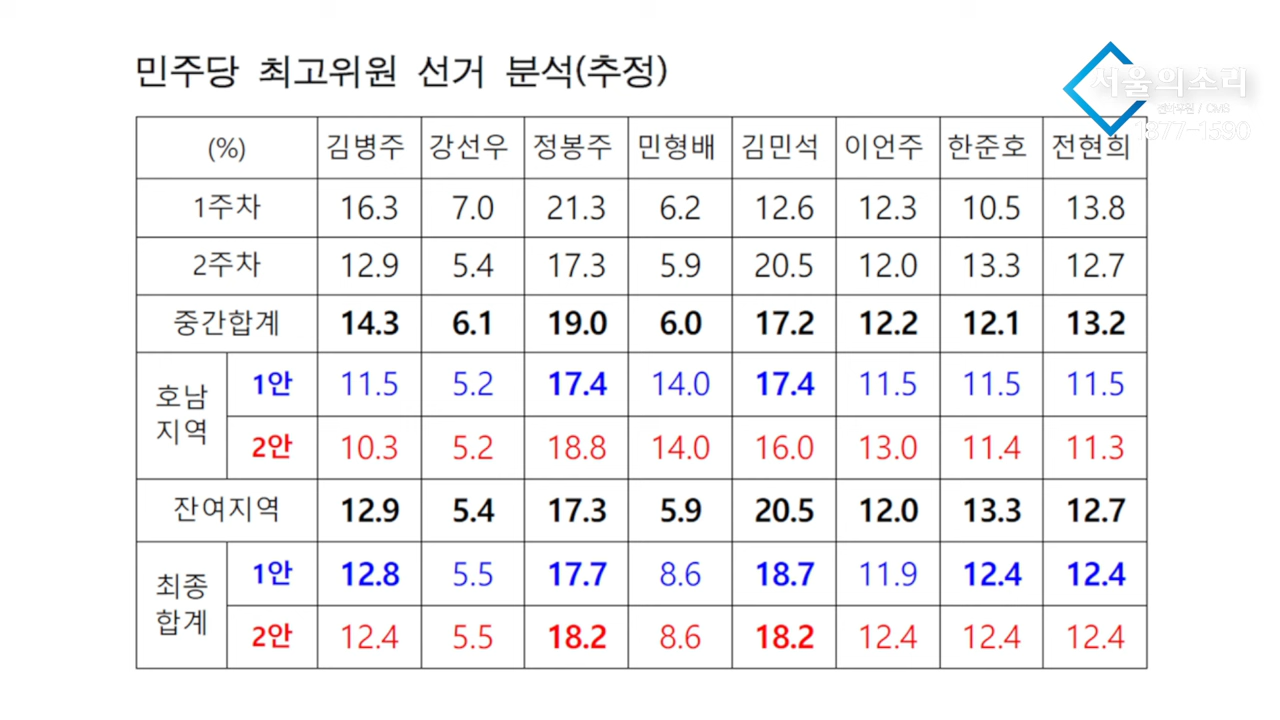 민주당 최고위원 선거 분석(추정)
서울의소리
정회후원 / CMS
1877-1590
(%) 김병주 강선우 정봉주 민형배 김민석 이언주 한준호 전현희
1주차 16.3 7.0 21.3 6.2 12.6 12.3 10.5 13.8
2주차 12.9 5.4 17.3 5.9 20.5 12.0 13.3 12.7
중간합계 14.3 6.1 19.0 6.0 17.2 12.2 12.1 13.2
호남
지역
1안 11.5 5.2 17.4 14.0 17.4 11.5 11.5 11.5
2안 10.3 5.2 18.8 14.0 16.0 13.0 11.4 11.3
잔여지역 12.9 5.4 17.3 5.9 20.5 12.0 13.3 12.7
최종
합계
1안 12.8 5.5 17.7 8.6 18.7 11.9 12.4 12.4
2안 12.4 5.5 18.2 8.6 18.2 12.4 12.4 12.4